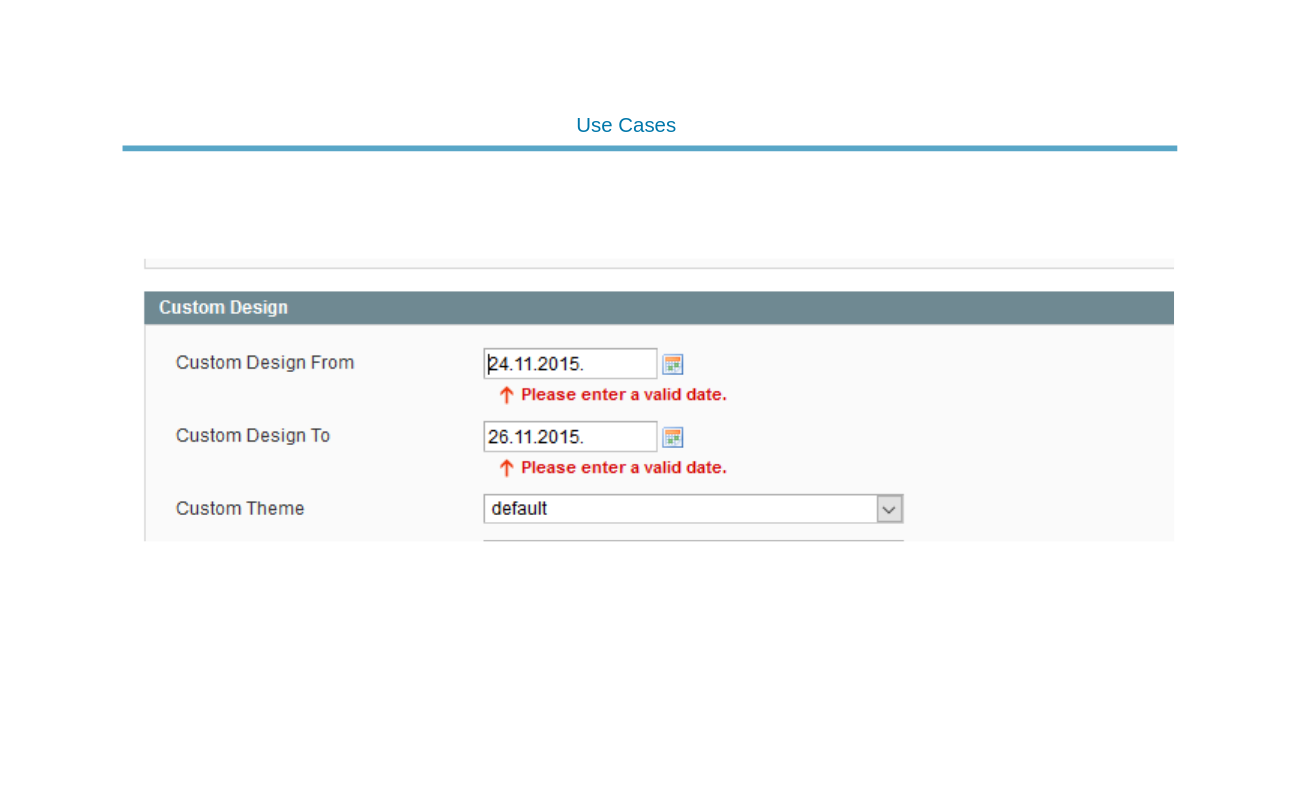 Use Cases
Custom Design
Custom Design From
24.11.2015.
Please enter a valid date.
Custom Design To
26.11.2015.
Please enter a valid date.
Custom Theme
default